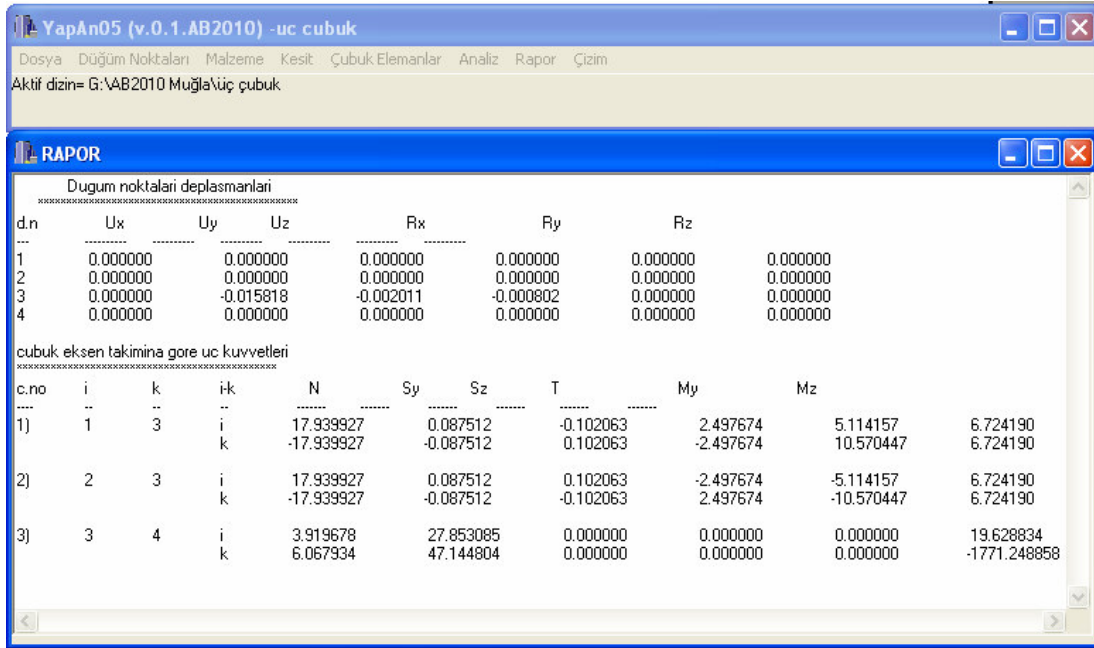 YapAn05 (v.0.1.AB2010) -uc cubuk
Dosya Düğüm Noktaları Malzeme Kesit Çubuk Elemanlar Analiz Rapor Çizim
Aktif dizin= G:\AB2010 Muğla\üç çubuk
RAPOR
Dugum noktalari deplasmanlari
************************************************
d.n Ux Uy Uz Rx Ry Rz
--- ---------- ---------- ---------- ---------- ---------- ----------
1 0.000000 0.000000 0.000000 0.000000 0.000000 0.000000
2 0.000000 0.000000 0.000000 0.000000 0.000000 0.000000
3 0.000000 -0.015818 -0.002011 -0.000802 0.000000 0.000000
4 0.000000 0.000000 0.000000 0.000000 0.000000 0.000000
cubuk eksen takimina gore uc kuvvetleri
************************************************
c.no i k i-k N Sy Sz T My Mz
---- -- -- -- ------- ------- ------- ------- ------- -------
1) 1 3 i 17.939927 0.087512 -0.102063 2.497674 5.114157 6.724190
k -17.939927 -0.087512 0.102063 -2.497674 10.570447 6.724190
2) 2 3 i 17.939927 0.087512 0.102063 -2.497674 -5.114157 6.724190
k -17.939927 -0.087512 -0.102063 2.497674 -10.570447 6.724190
3) 3 4 i 3.919678 27.853085 0.000000 0.000000 0.000000 19.628834
k 6.067934 47.144804 0.000000 0.000000 0.000000 -1771.248858